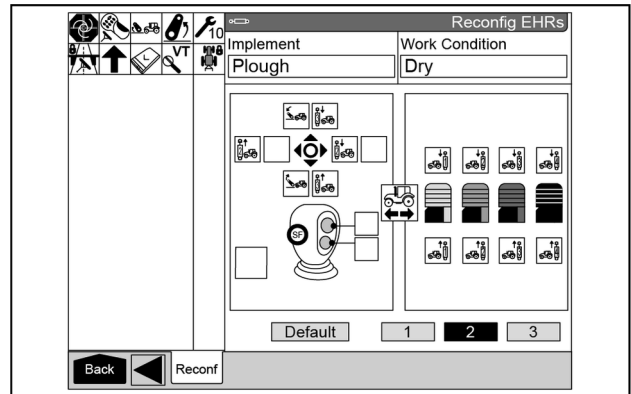 10
Reconfig EHRs
VT
Implement
Work Condition
Plough
Dry
SF
Default
1
2
3
Back
Reconf